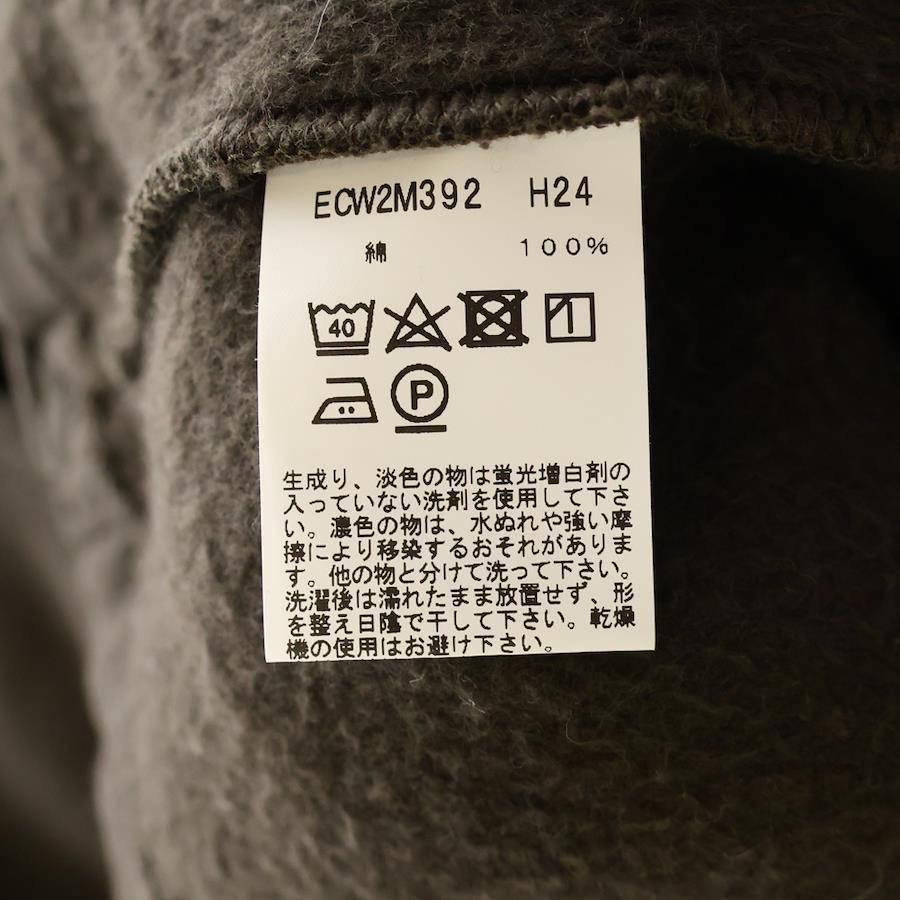 ECW2M392 H24
綿 100%
40
P
生成り、淡色の物は蛍光増白剤の
入っていない洗剤を使用して下さ
い。濃色の物は、水ぬれや強い摩
擦により移染するおそれがありま
す。他の物と分けて洗って下さい。
洗濯後は濡れたまま放置せず、形
を整え日陰で干して下さい。乾燥
機の使用はお避け下さい。